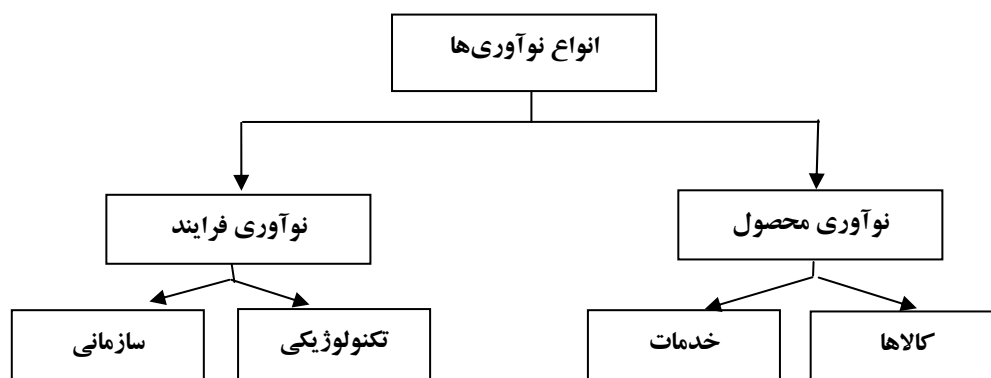 انواع نوآوری‌ها
نوآوری محصول
نوآوری فرایند
کالاها
خدمات
تکنولوژیکی
سازمانی